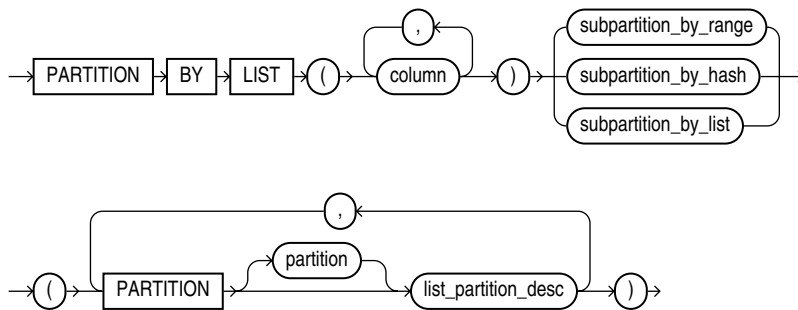 ,
subpartition_by_range
PARTITION BY LIST ( column ) subpartition_by_hash
subpartition_by_list
,
partition
( PARTITION list_partition_desc )